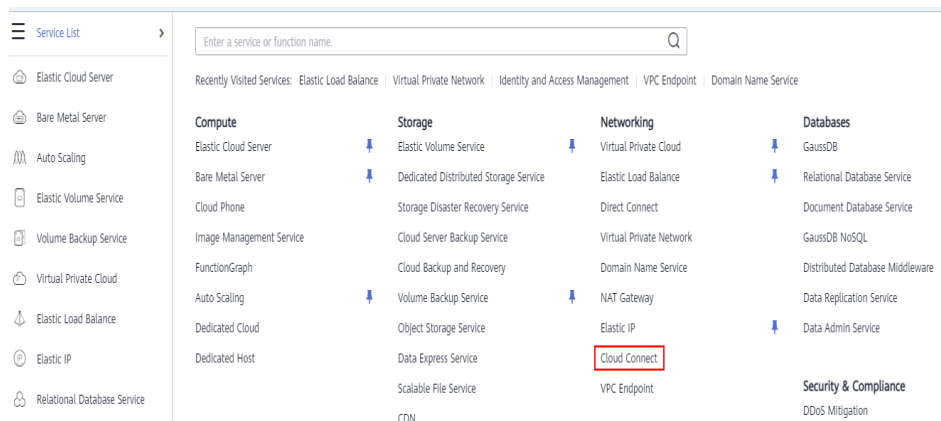 Service List
Elastic Cloud Server
Bare Metal Server
Auto Scaling
Elastic Volume Service
Volume Backup Service
Virtual Private Cloud
Elastic Load Balance
Elastic IP
Relational Database Service
Enter a service or function name.
Recently Visited Services: Elastic Load Balance | Virtual Private Network | Identity and Access Management | VPC Endpoint | Domain Name Service
Compute
Elastic Cloud Server
Bare Metal Server
Cloud Phone
Image Management Service
FunctionGraph
Auto Scaling
Dedicated Cloud
Dedicated Host
Storage
Elastic Volume Service
Dedicated Distributed Storage Service
Storage Disaster Recovery Service
Cloud Server Backup Service
Cloud Backup and Recovery
Volume Backup Service
Object Storage Service
Data Express Service
Scalable File Service
CDN
Networking
Virtual Private Cloud
Elastic Load Balance
Direct Connect
Virtual Private Network
Domain Name Service
NAT Gateway
Elastic IP
Cloud Connect
VPC Endpoint
Databases
GaussDB
Relational Database Service
Document Database Service
GaussDB NoSQL
Distributed Database Middleware
Data Replication Service
Data Admin Service
Security & Compliance
DDoS Mitigation